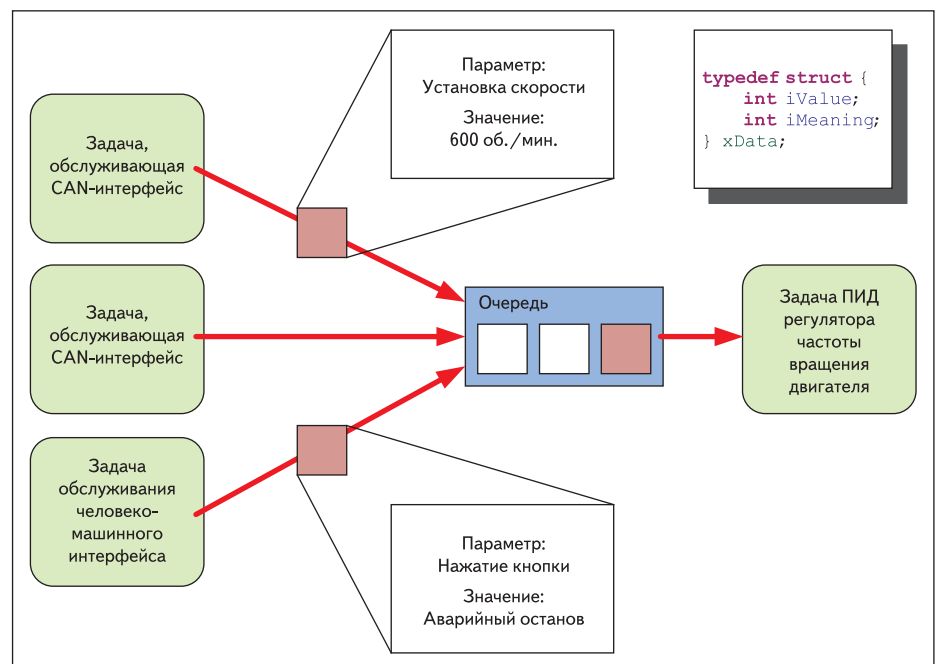 Параметр:
Установка скорости
Значение:
600 об./мин.
typedef struct {
int iValue;
int iMeaning;
} xData;
Задача,
обслуживающая
CAN-интерфейс
Задача,
обслуживающая
CAN-интерфейс
Очередь
Задача ПИД
регулятора
частоты
вращения
двигателя
Задача
обслуживания
человеко-
машинного
интерфейса
Параметр:
Нажатие кнопки
Значение:
Аварийный останов